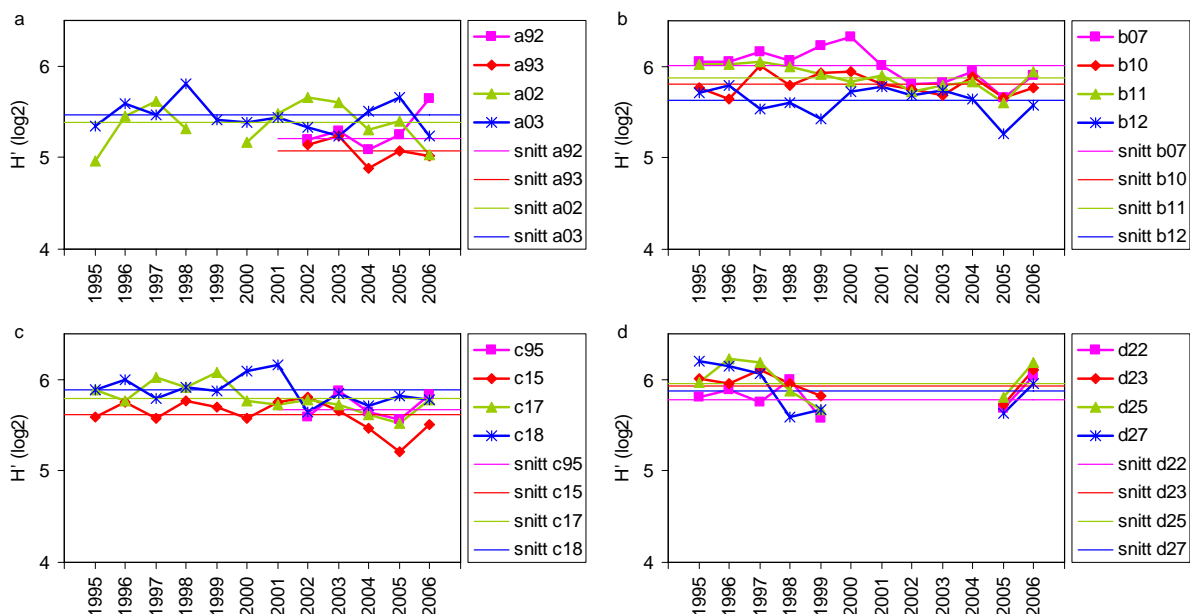 a
H' (log2)
6
5
4
1995
1996
1997
1998
1999
2000
2001
2002
2003
2004
2005
2006
a92
a93
a02
a03
snitt a92
snitt a93
snitt a02
snitt a03
b
H' (log2)
6
5
4
1995
1996
1997
1998
1999
2000
2001
2002
2003
2004
2005
2006
b07
b10
b11
b12
snitt b07
snitt b10
snitt b11
snitt b12
c
H' (log2)
6
5
4
1995
1996
1997
1998
1999
2000
2001
2002
2003
2004
2005
2006
c95
c15
c17
c18
snitt c95
snitt c15
snitt c17
snitt c18
d
H' (log2)
6
5
4
1995
1996
1997
1998
1999
2000
2001
2002
2003
2004
2005
2006
d22
d23
d25
d27
snitt d22
snitt d23
snitt d25
snitt d27